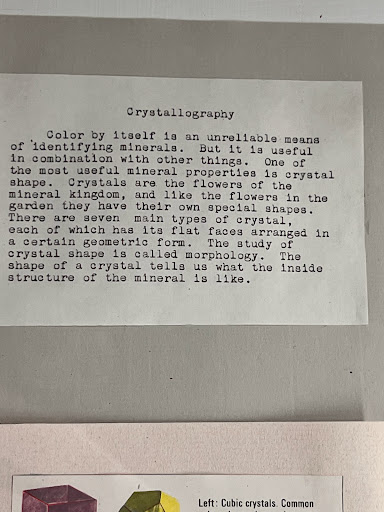 Crystallography
Color by itself is an unreliable means
of identifying minerals. But it is useful
in combination with other things. One of
the most useful mineral properties is crystal
shape. Crystals are the flowers of the
mineral kingdom, and like the flowers in the
garden they have their own special shapes.
There are seven main types of crystal,
each of which has its flat faces arranged in
a certain geometric form. The study of
crystal shape is called morphology. The
shape of a crystal tells us what the inside
structure of the mineral is like.
Left: Cubic crystals. Common